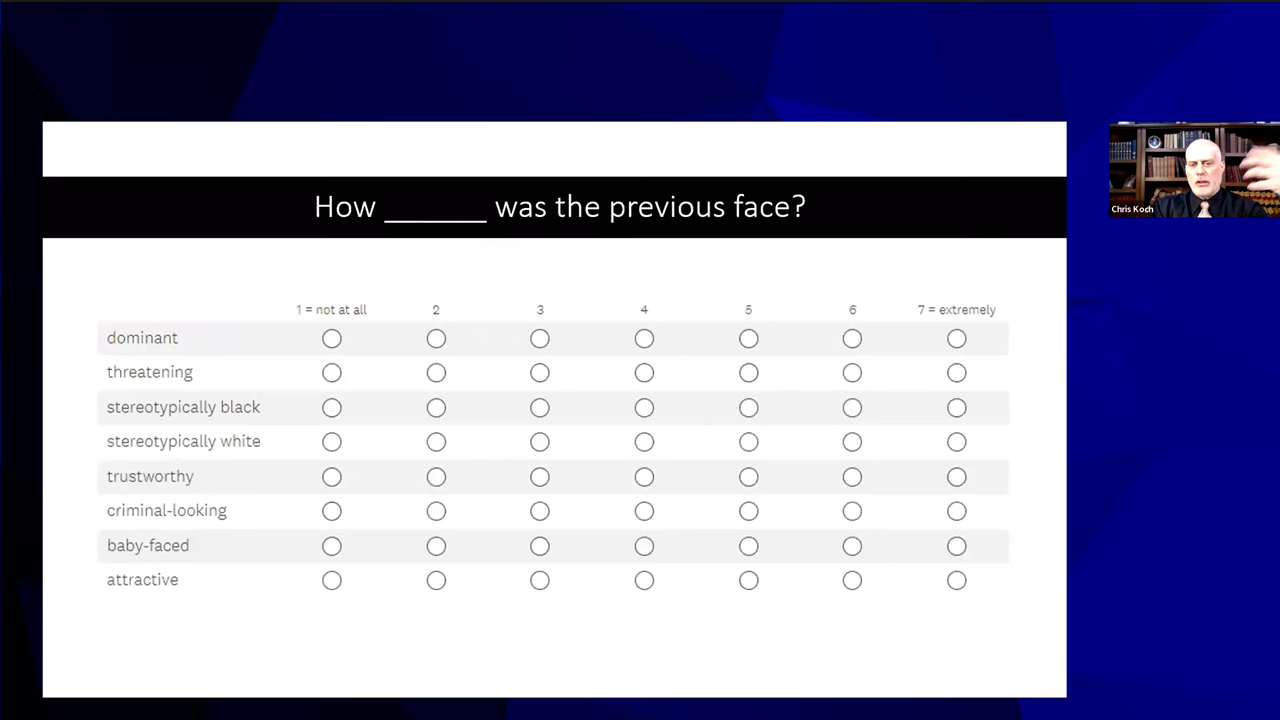 How ______ was the previous face?
1 = not at all 2 3 4 5 6 7 = extremely
dominant
threatening
stereotypically black
stereotypically white
trustworthy
criminal-looking
baby-faced
attractive
Chris Koch